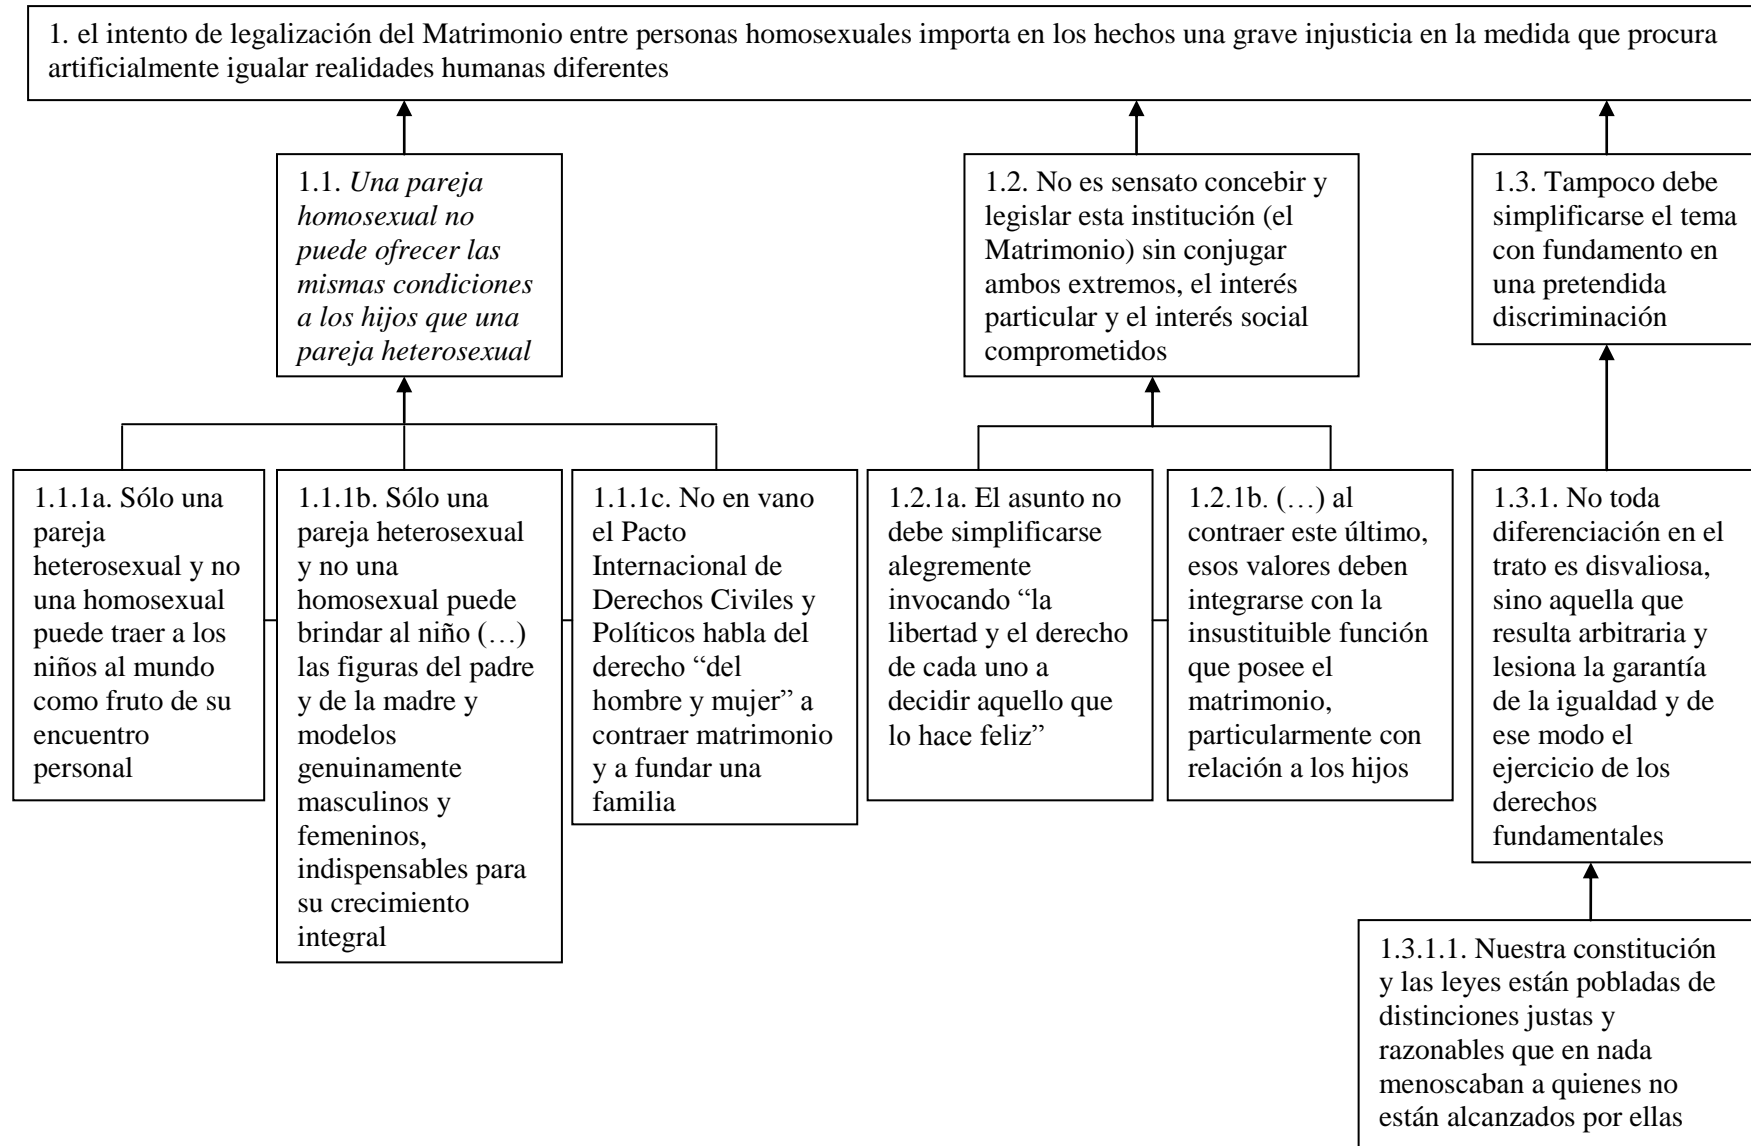 1. el intento de legalización del Matrimonio entre personas homosexuales importa en los hechos una grave injusticia en la medida que procura
artificialmente igualar realidades humanas diferentes
1.1. Una pareja
homosexual no
puede ofrecer las
mismas condiciones
a los hijos que una
pareja heterosexual
1.2. No es sensato concebir y
legislar esta institución (el
Matrimonio) sin conjugar
ambos extremos, el interés
particular y el interés social
comprometidos
1.3. Tampoco debe
simplificarse el tema
con fundamento en
una pretendida
discriminación
1.1.1a. Sólo una
pareja
heterosexual y no
una homosexual
puede traer a los
niños al mundo
como fruto de su
encuentro
personal
1.1.1b. Sólo una
pareja heterosexual
y no una
homosexual puede
brindar al niño (…)
las figuras del padre
y de la madre y
modelos
genuinamente
masculinos y
femeninos,
indispensables para
su crecimiento
integral
1.1.1c. No en vano
el Pacto
Internacional de
Derechos Civiles y
Políticos habla del
derecho “del
hombre y mujer” a
contraer matrimonio
y a fundar una
familia
1.2.1a. El asunto no
debe simplificarse
alegremente
invocando “la
libertad y el derecho
de cada uno a
decidir aquello que
lo hace feliz”
1.2.1b. (…) al
contraer este último,
esos valores deben
integrarse con la
insustituible función
que posee el
matrimonio,
particularmente con
relación a los hijos
1.3.1. No toda
diferenciación en el
trato es disvaliosa,
sino aquella que
resulta arbitraria y
lesiona la garantía
de la igualdad y de
ese modo el
ejercicio de los
derechos
fundamentales
1.3.1.1. Nuestra constitución
y las leyes están pobladas de
distinciones justas y
razonables que en nada
menoscaban a quienes no
están alcanzados por ellas